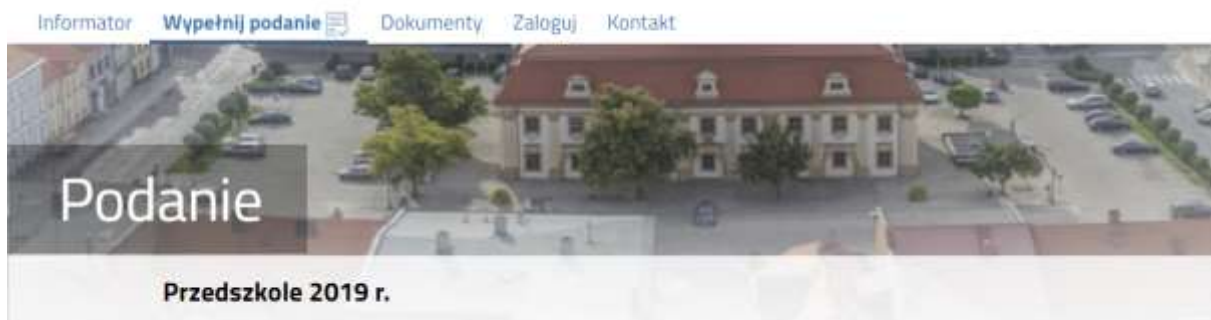 Informator Wypełnij podanie Dokumenty Zaloguj Kontakt
Podanie
Przedszkole 2019 r.